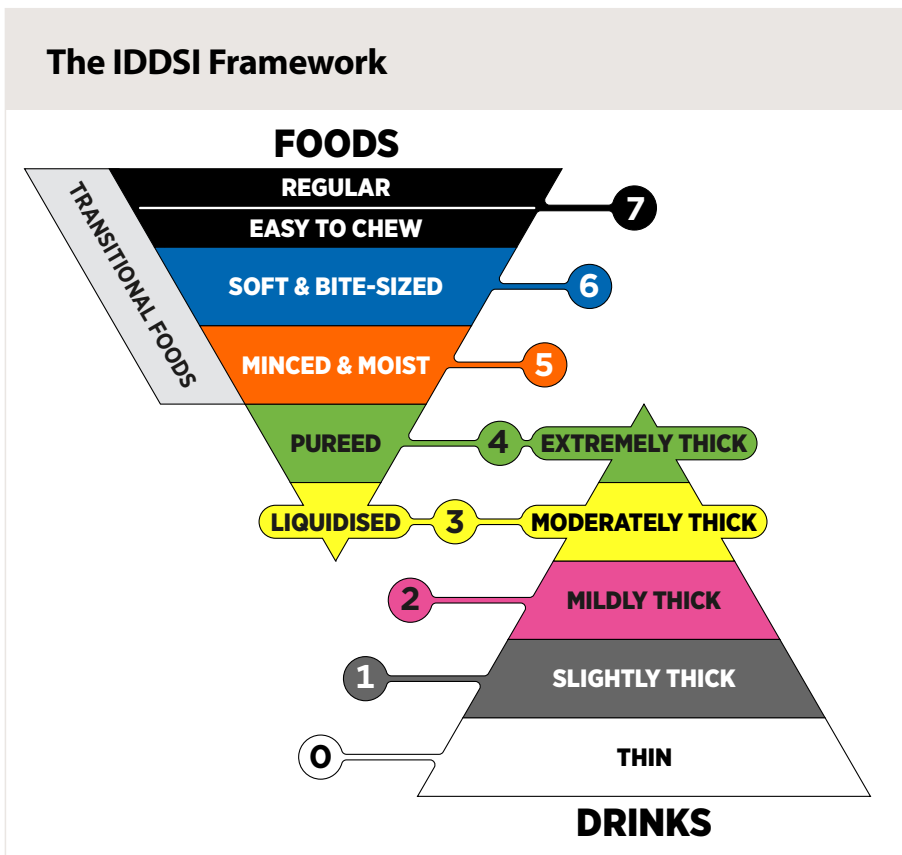 The IDDSI Framework
FOODS
TRANSITIONAL FOODS
REGULAR
EASY TO CHEW
7
SOFT & BITE-SIZED
6
MINCED & MOIST
5
PUREED
4
EXTREMELY THICK
LIQUIDISED
3
MODERATELY THICK
2
MILDLY THICK
1
SLIGHTLY THICK
0
THIN
DRINKS